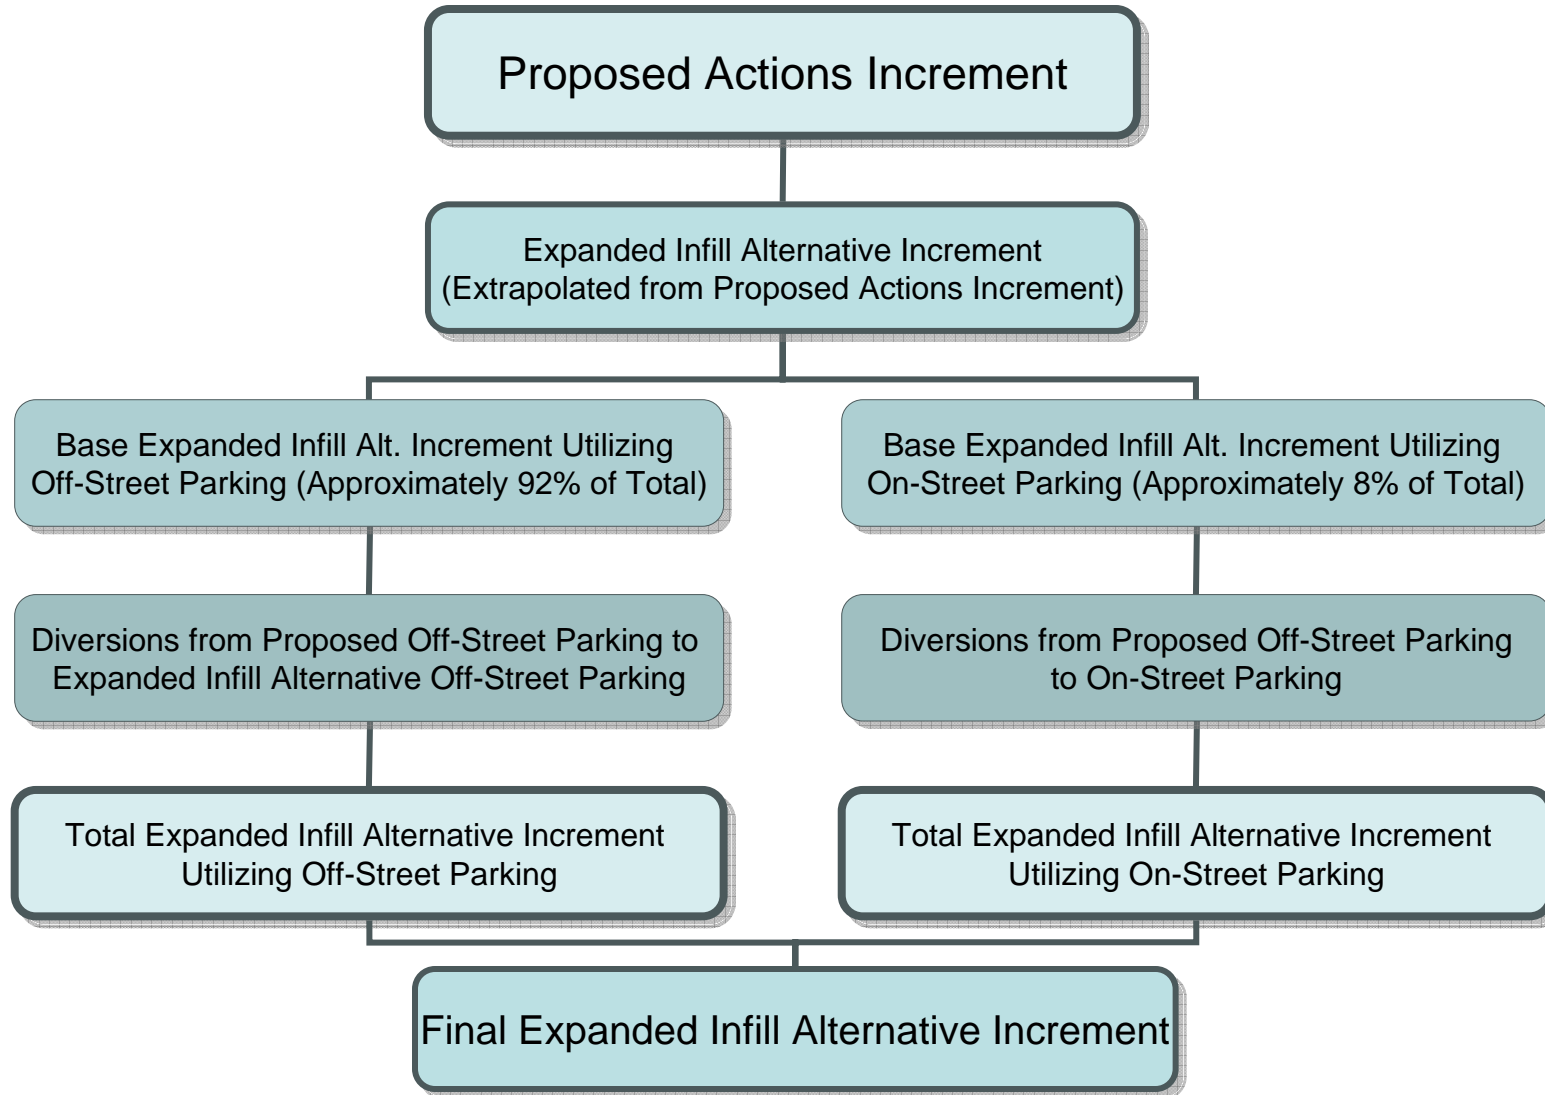 Proposed Actions Increment
Expanded Infill Alternative Increment
(Extrapolated from Proposed Actions Increment)
Base Expanded Infill Alt. Increment Utilizing
Off-Street Parking (Approximately 92% of Total)
Base Expanded Infill Alt. Increment Utilizing
On-Street Parking (Approximately 8% of Total)
Diversions from Proposed Off-Street Parking to
Expanded Infill Alternative Off-Street Parking
Diversions from Proposed Off-Street Parking
to On-Street Parking
Total Expanded Infill Alternative Increment
Utilizing Off-Street Parking
Total Expanded Infill Alternative Increment
Utilizing On-Street Parking
Final Expanded Infill Alternative Increment